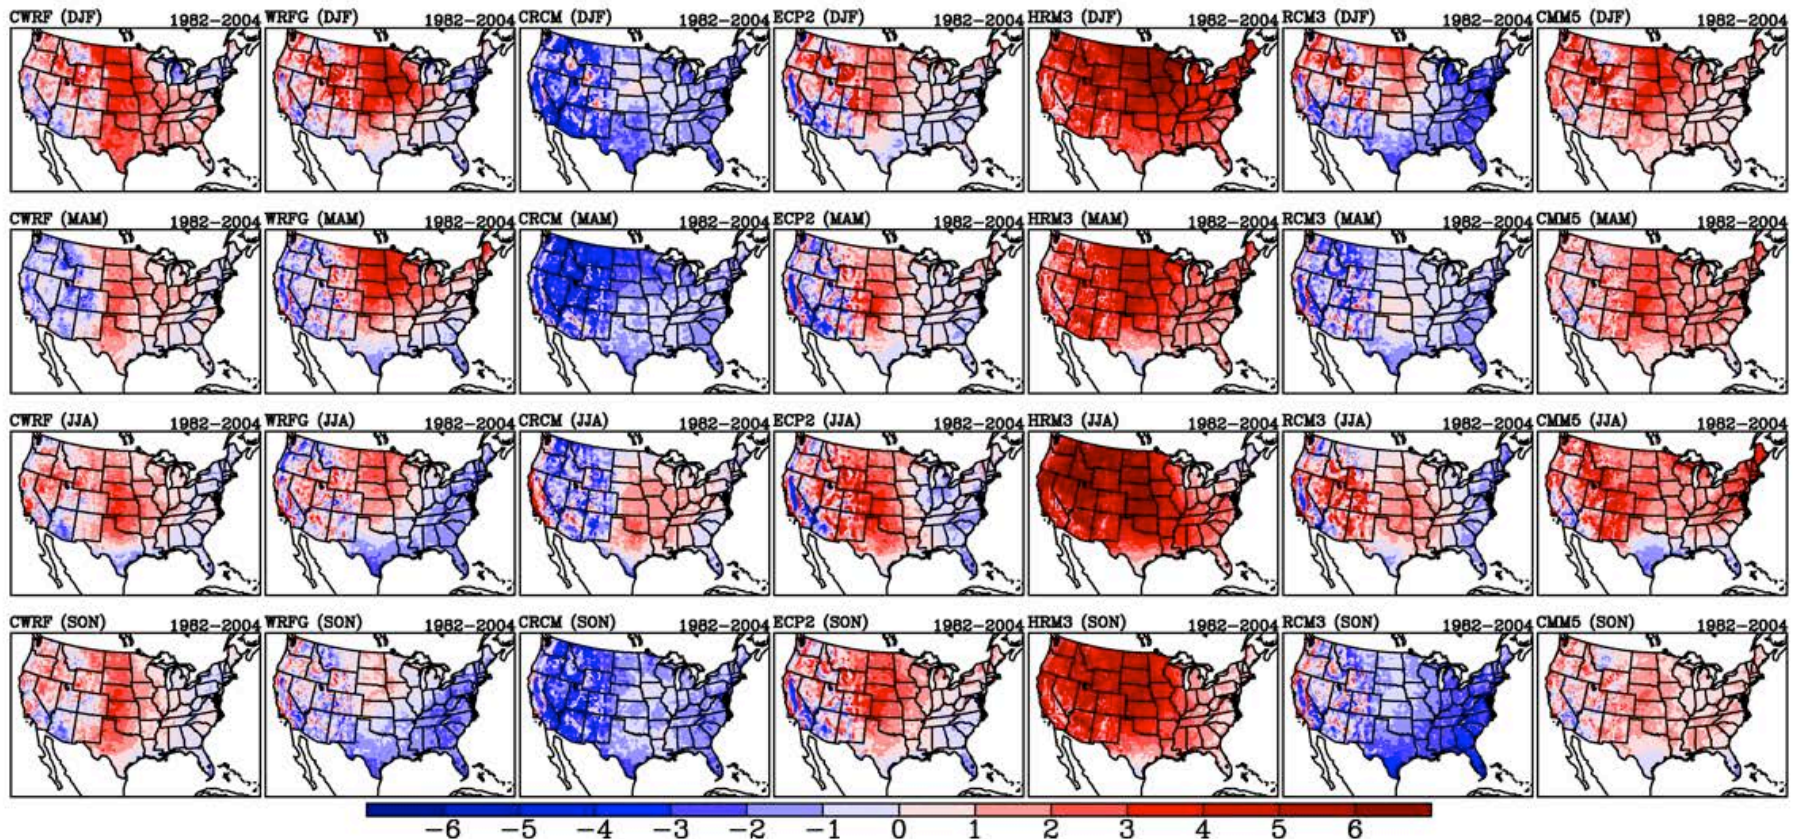 CWRF (DJF) 1982-2004 WRFG (DJF) 1982-2004 CRCM (DJF) 1982-2004 ECP2 (DJF) 1982-2004 HRM3 (DJF) 1982-2004 RCM3 (DJF) 1982-2004 CMM5 (DJF) 1982-2004
CWRF (MAM) 1982-2004 WRFG (MAM) 1982-2004 CRCM (MAM) 1982-2004 ECP2 (MAM) 1982-2004 HRM3 (MAM) 1982-2004 RCM3 (MAM) 1982-2004 CMM5 (MAM) 1982-2004
CWRF (JJA) 1982-2004 WRFG (JJA) 1982-2004 CRCM (JJA) 1982-2004 ECP2 (JJA) 1982-2004 HRM3 (JJA) 1982-2004 RCM3 (JJA) 1982-2004 CMM5 (JJA) 1982-2004
CWRF (SON) 1982-2004 WRFG (SON) 1982-2004 CRCM (SON) 1982-2004 ECP2 (SON) 1982-2004 HRM3 (SON) 1982-2004 RCM3 (SON) 1982-2004 CMM5 (SON) 1982-2004
-6 -5 -4 -3 -2 -1 0 1 2 3 4 5 6